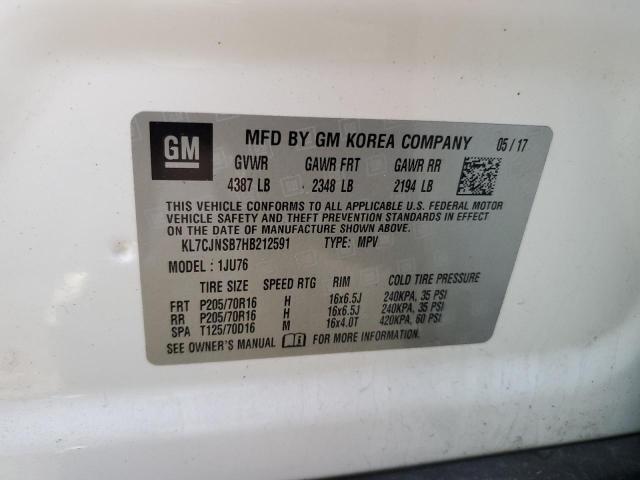 GM MFD BY GM KOREA COMPANY 05 / 17
GVWR GAWR FRT GAWR RR
4387 LB 2348 LB 2194 LB
THIS VEHICLE CONFORMS TO ALL APPLICABLE U.S. FEDERAL MOTOR
VEHICLE SAFETY AND THEFT PREVENTION STANDARDS IN EFFECT ON
THE DATE OF MANUFACTURE SHOWN ABOVE.
KL7CJNSB7HB212591 TYPE: MPV
MODEL : 1JU76
TIRE SIZE SPEED RTG RIM COLD TIRE PRESSURE
FRT P205/70R16 H 16x6.5J 240KPA, 35 PSI
RR P205/70R16 H 16x6.5J 240KPA, 35 PSI
SPA T125/70D16 M 16x4.0T 420KPA, 60 PSI
SEE OWNER'S MANUAL FOR MORE INFORMATION